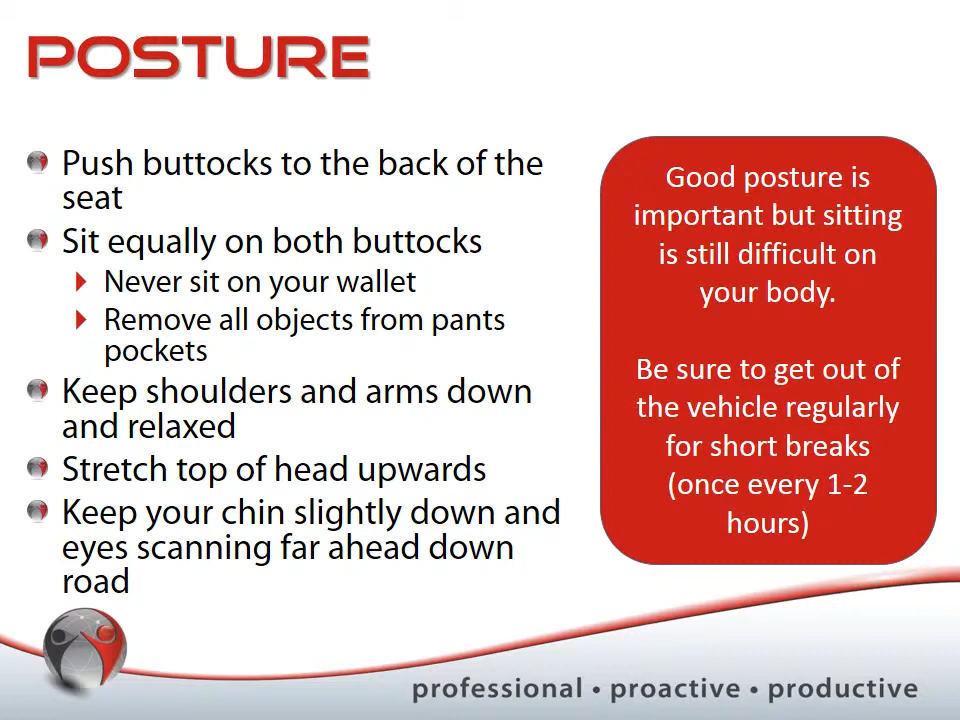 POSTURE
Push buttocks to the back of the
seat
Sit equally on both buttocks
Never sit on your wallet
Remove all objects from pants
pockets
Keep shoulders and arms down
and relaxed
Stretch top of head upwards
Keep your chin slightly down and
eyes scanning far ahead down
road
Good posture is
important but sitting
is still difficult on
your body.
Be sure to get out of
the vehicle regularly
for short breaks
(once every 1-2
hours)
professional • proactive • productive